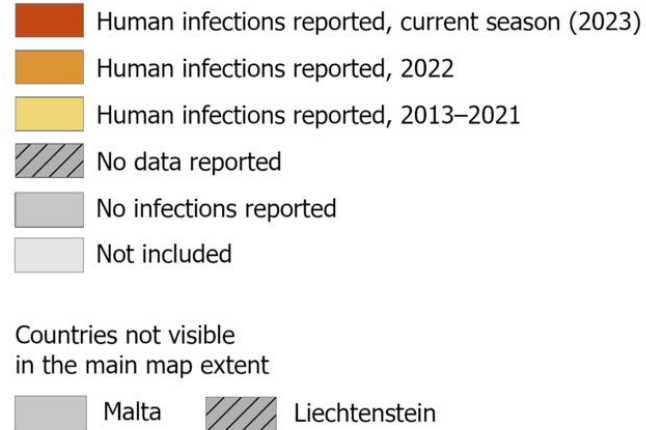 Human infections reported, current season (2023)
Human infections reported, 2022
Human infections reported, 2013–2021
No data reported
No infections reported
Not included
Countries not visible
in the main map extent
Malta Liechtenstein